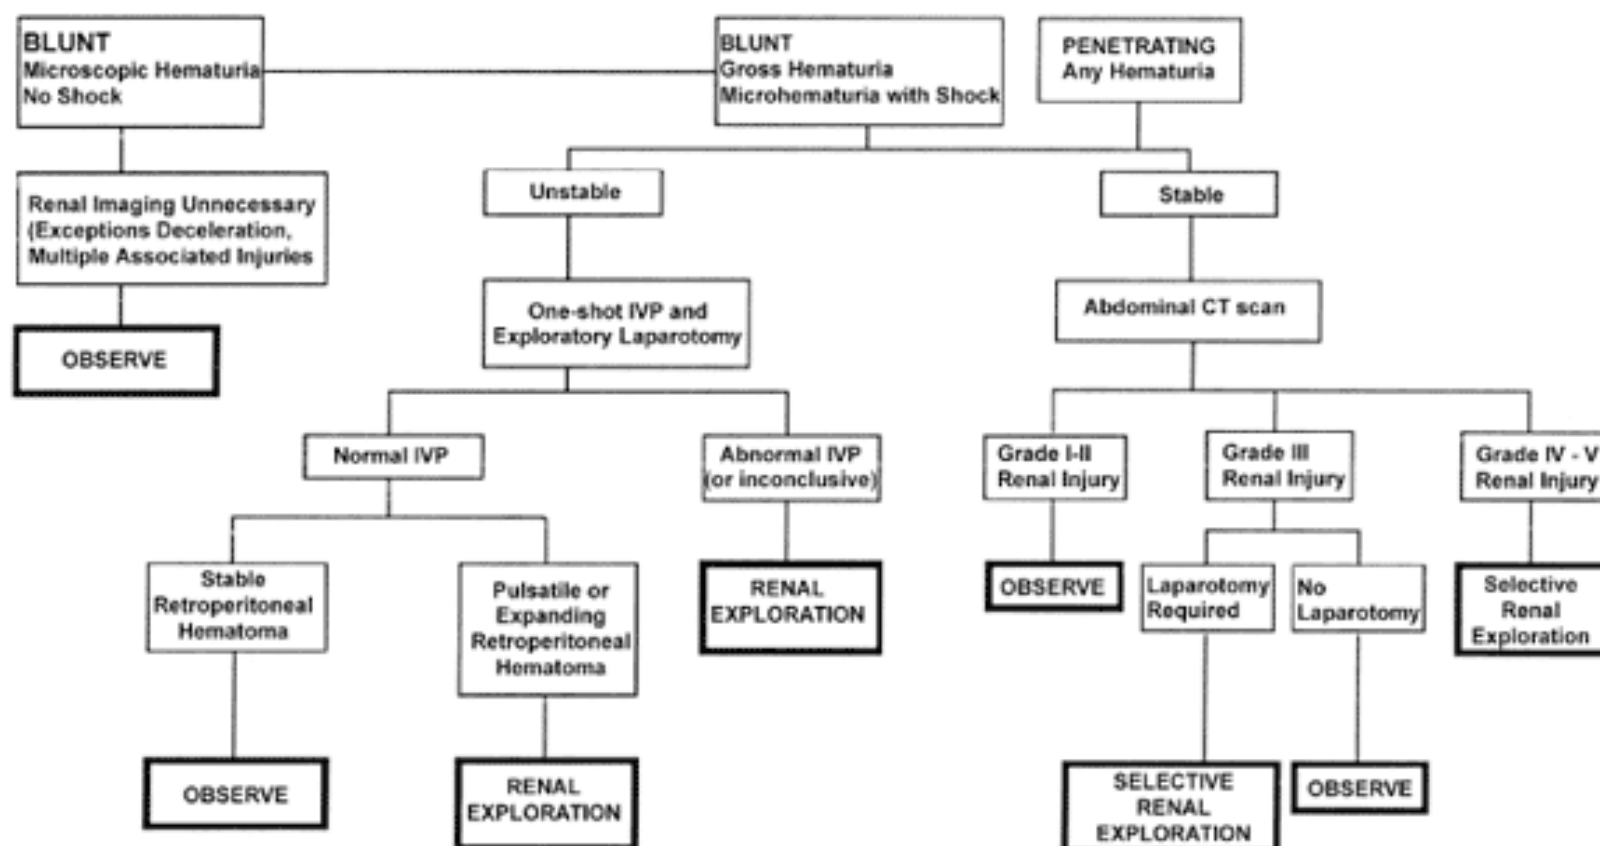 BLUNT
Microscopic Hematuria
No Shock
BLUNT
Gross Hematuria
Microhematuria with Shock
PENETRATING
Any Hematuria
Renal Imaging Unnecessary
(Exceptions Deceleration,
Multiple Associated Injuries
OBSERVE
Unstable
Stable
One-shot IVP and
Exploratory Laparotomy
Abdominal CT scan
Normal IVP
Abnormal IVP
(or inconclusive)
Grade I-II
Renal Injury
Grade III
Renal Injury
Grade IV - V
Renal Injury
Stable
Retroperitoneal
Hematoma
Pulsatile or
Expanding
Retroperitoneal
Hematoma
RENAL
EXPLORATION
OBSERVE
Laparotomy
Required
No
Laparotomy
Selective
Renal
Exploration
OBSERVE
RENAL
EXPLORATION
SELECTIVE
RENAL
EXPLORATION
OBSERVE